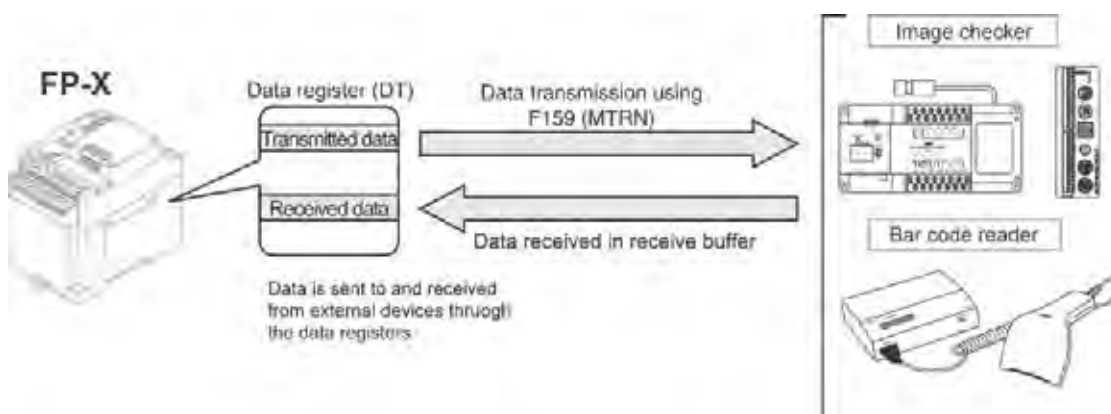 FP-X
Data register (DT)
Transmitted data
Received data
Data is sent to and received
from external devices thruogh
the data registers.
Data transmission using
F159 (MTRN)
Data received in receive buffer
Image checker
Bar code reader